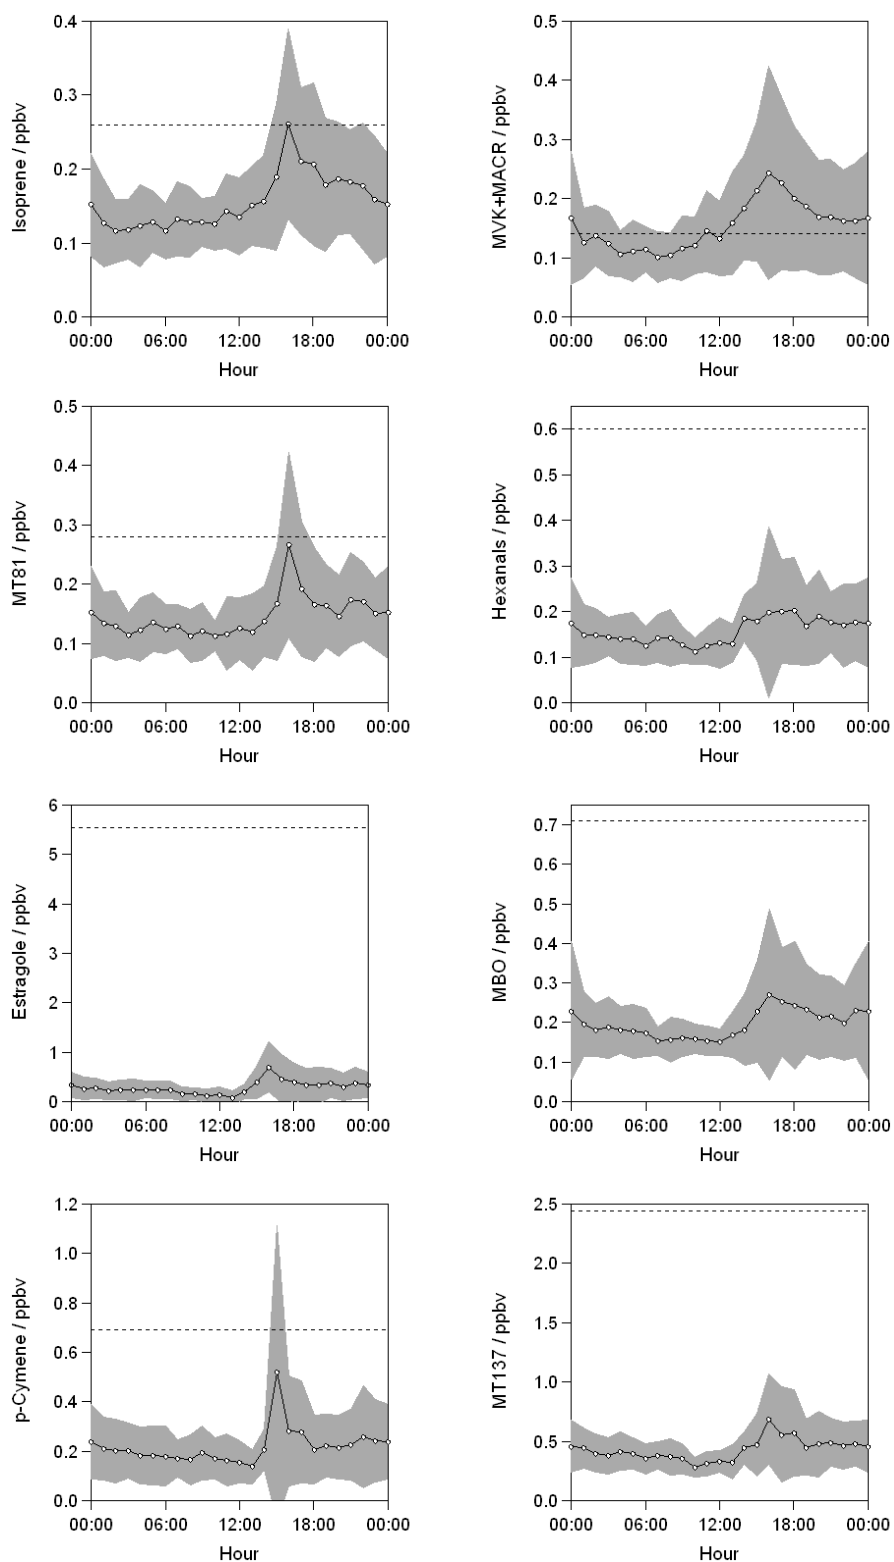 0.4
0.3
0.2
0.1
0.0
Isoprene / ppbv
00:00 06:00 12:00 18:00 00:00
Hour
0.5
0.4
0.3
0.2
0.1
0.0
MVK+MACR / ppbv
00:00 06:00 12:00 18:00 00:00
Hour
0.5
0.4
0.3
0.2
0.1
0.0
MT81 / ppbv
00:00 06:00 12:00 18:00 00:00
Hour
0.6
0.5
0.4
0.3
0.2
0.1
0.0
Hexanals / ppbv
00:00 06:00 12:00 18:00 00:00
Hour
6
5
4
3
2
1
0
Estragole / ppbv
00:00 06:00 12:00 18:00 00:00
Hour
0.7
0.6
0.5
0.4
0.3
0.2
0.1
0.0
MBO / ppbv
00:00 06:00 12:00 18:00 00:00
Hour
1.2
1.0
0.8
0.6
0.4
0.2
0.0
p-Cymene / ppbv
00:00 06:00 12:00 18:00 00:00
Hour
2.5
2.0
1.5
1.0
0.5
0.0
MT137 / ppbv
00:00 06:00 12:00 18:00 00:00
Hour